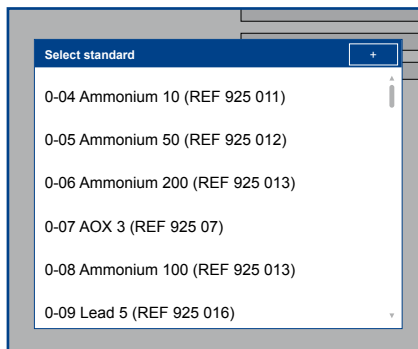 Select standard +
0-04 Ammonium 10 (REF 925 011)
0-05 Ammonium 50 (REF 925 012)
0-06 Ammonium 200 (REF 925 013)
0-07 AOX 3 (REF 925 07)
0-08 Ammonium 100 (REF 925 013)
0-09 Lead 5 (REF 925 016)